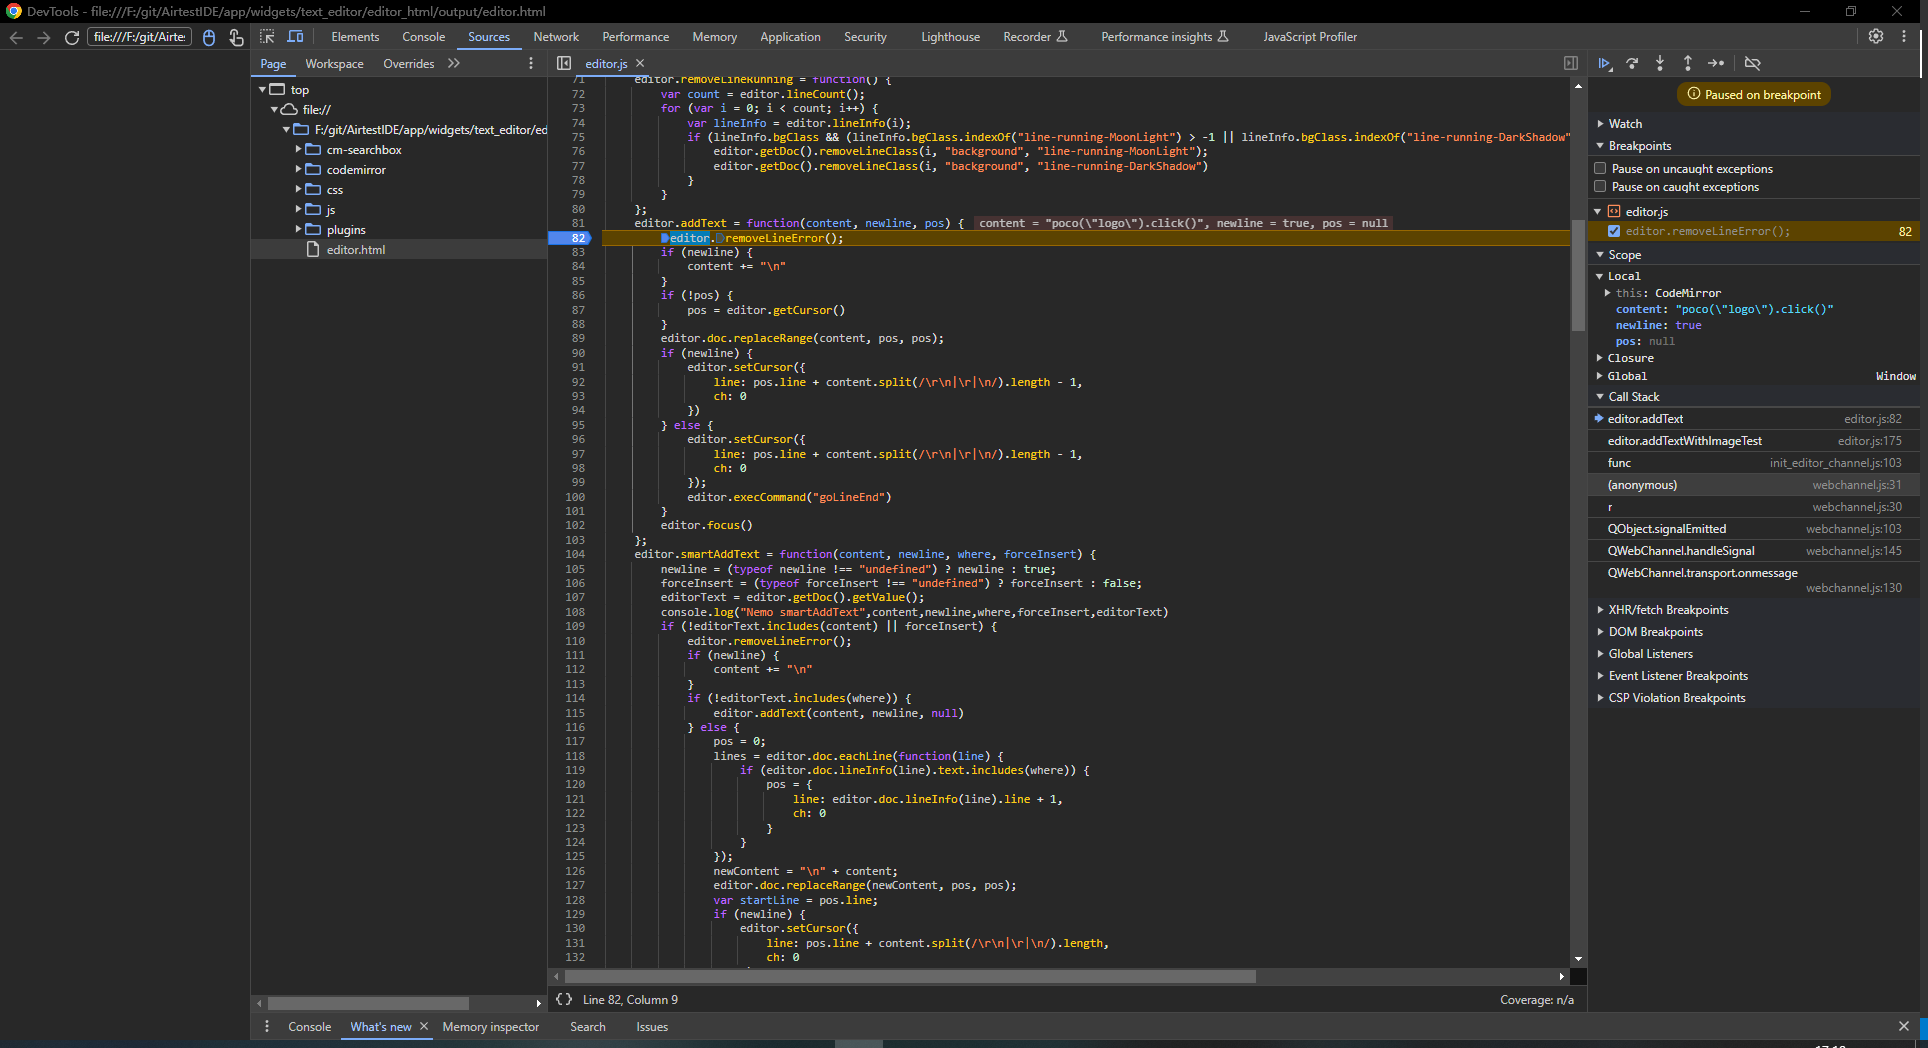 DevTools - file:///F:/git/AirtestIDE/app/widgets/text_editor/editor_html/output/editor.html
file:///F:/git/Airtes
Elements Console Sources Network Performance Memory Application Security Lighthouse Recorder Performance insights JavaScript Profiler
Page Workspace Overrides
top
file://
F:/git/AirtestIDE/app/widgets/text_editor/ed
cm-searchbox
codemirror
css
js
plugins
editor.html
editor.js
71 editor.removeLineRunning = function() {
72 var count = editor.lineCount();
73 for (var i = 0; i < count; i++) {
74 var lineInfo = editor.lineInfo(i);
75 if (lineInfo.bgClass && (lineInfo.bgClass.indexOf("line-running-MoonLight") > -1 || lineInfo.bgClass.indexOf("line-running-DarkShadow"
76 editor.getDoc().removeLineClass(i, "background", "line-running-MoonLight");
77 editor.getDoc().removeLineClass(i, "background", "line-running-DarkShadow")
78 }
79 }
80 };
81 editor.addText = function(content, newline, pos) { content = "poco(\"logo\").click()", newline = true, pos = null
82 editor.removeLineError();
83 if (newline) {
84 content += "\n"
85 }
86 if (!pos) {
87 pos = editor.getCursor()
88 }
89 editor.doc.replaceRange(content, pos, pos);
90 if (newline) {
91 editor.setCursor({
92 line: pos.line + content.split(/\r\n|\r|\n/).length - 1,
93 ch: 0
94 })
95 } else {
96 editor.setCursor({
97 line: pos.line + content.split(/\r\n|\r|\n/).length - 1,
98 ch: 0
99 });
100 editor.execCommand("goLineEnd")
101 }
102 editor.focus()
103 };
104 editor.smartAddText = function(content, newline, where, forceInsert) {
105 newline = (typeof newline !== "undefined") ? newline : true;
106 forceInsert = (typeof forceInsert !== "undefined") ? forceInsert : false;
107 editorText = editor.getDoc().getValue();
108 console.log("Nemo smartAddText",content,newline,where,forceInsert,editorText)
109 if (!editorText.includes(content) || forceInsert) {
110 editor.removeLineError();
111 if (newline) {
112 content += "\n"
113 }
114 if (!editorText.includes(where)) {
115 editor.addText(content, newline, null)
116 } else {
117 pos = 0;
118 lines = editor.doc.eachLine(function(line) {
119 if (editor.doc.lineInfo(line).text.includes(where)) {
120 pos = {
121 line: editor.doc.lineInfo(line).line + 1,
122 ch: 0
123 }
124 }
125 });
126 newContent = "\n" + content;
127 editor.doc.replaceRange(newContent, pos, pos);
128 var startLine = pos.line;
129 if (newline) {
130 editor.setCursor({
131 line: pos.line + content.split(/\r\n|\r|\n/).length,
132 ch: 0
{} Line 82, Column 9 Coverage: n/a
Paused on breakpoint
Watch
Breakpoints
Pause on uncaught exceptions
Pause on caught exceptions
editor.js
editor.removeLineError(); 82
Scope
Local
this: CodeMirror
content: "poco(\"logo\").click()"
newline: true
pos: null
Closure
Global Window
Call Stack
editor.addText editor.js:82
editor.addTextWithImageTest editor.js:175
func init_editor_channel.js:103
(anonymous) webchannel.js:31
r webchannel.js:30
QObject.signalEmitted webchannel.js:103
QWebChannel.handleSignal webchannel.js:145
QWebChannel.transport.onmessage
webchannel.js:130
XHR/fetch Breakpoints
DOM Breakpoints
Global Listeners
Event Listener Breakpoints
CSP Violation Breakpoints
Console What's new Memory inspector Search Issues